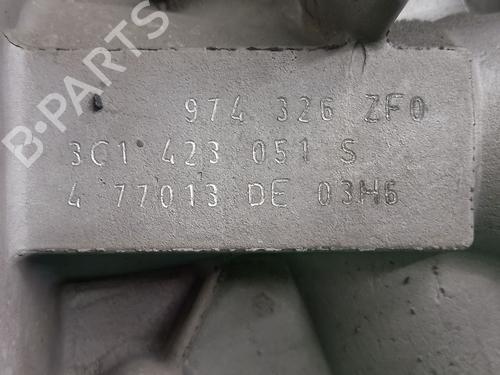 974 326 ZF0
3C1 423 051 S
4 77013 DE 03H6
B-PARTS